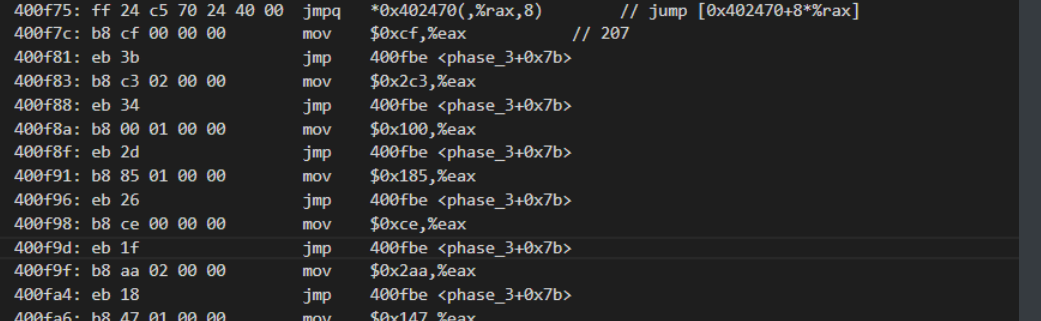 400f75: ff 24 c5 70 24 40 00 jmpq *0x402470(,%rax,8) // jump [0x402470+8*%rax]
400f7c: b8 cf 00 00 00 mov $0xcf,%eax // 207
400f81: eb 3b jmp 400fbe <phase_3+0x7b>
400f83: b8 c3 02 00 00 mov $0x2c3,%eax
400f88: eb 34 jmp 400fbe <phase_3+0x7b>
400f8a: b8 00 01 00 00 mov $0x100,%eax
400f8f: eb 2d jmp 400fbe <phase_3+0x7b>
400f91: b8 85 01 00 00 mov $0x185,%eax
400f96: eb 26 jmp 400fbe <phase_3+0x7b>
400f98: b8 ce 00 00 00 mov $0xce,%eax
400f9d: eb 1f jmp 400fbe <phase_3+0x7b>
400f9f: b8 aa 02 00 00 mov $0x2aa,%eax
400fa4: eb 18 jmp 400fbe <phase_3+0x7b>
400fa6: b8 47 01 00 00 mov $0x147,%eax